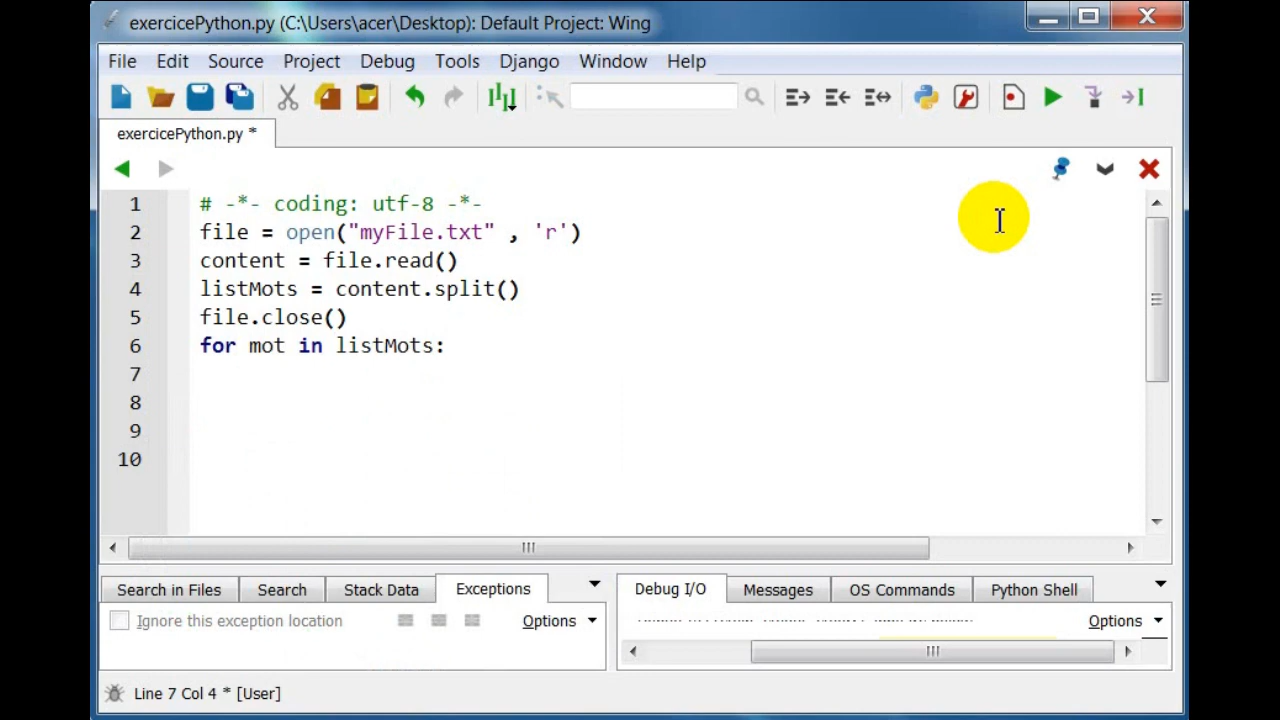 exercicePython.py (C:\Users\acer\Desktop): Default Project: Wing
File Edit Source Project Debug Tools Django Window Help
exercicePython.py *
1 # -*- coding: utf-8 -*-
2 file = open("myFile.txt" , 'r')
3 content = file.read()
4 listMots = content.split()
5 file.close()
6 for mot in listMots:
7
8
9
10
Search in Files Search Stack Data Exceptions
Debug I/O Messages OS Commands Python Shell
Ignore this exception location Options
Options
Line 7 Col 4 * [User]